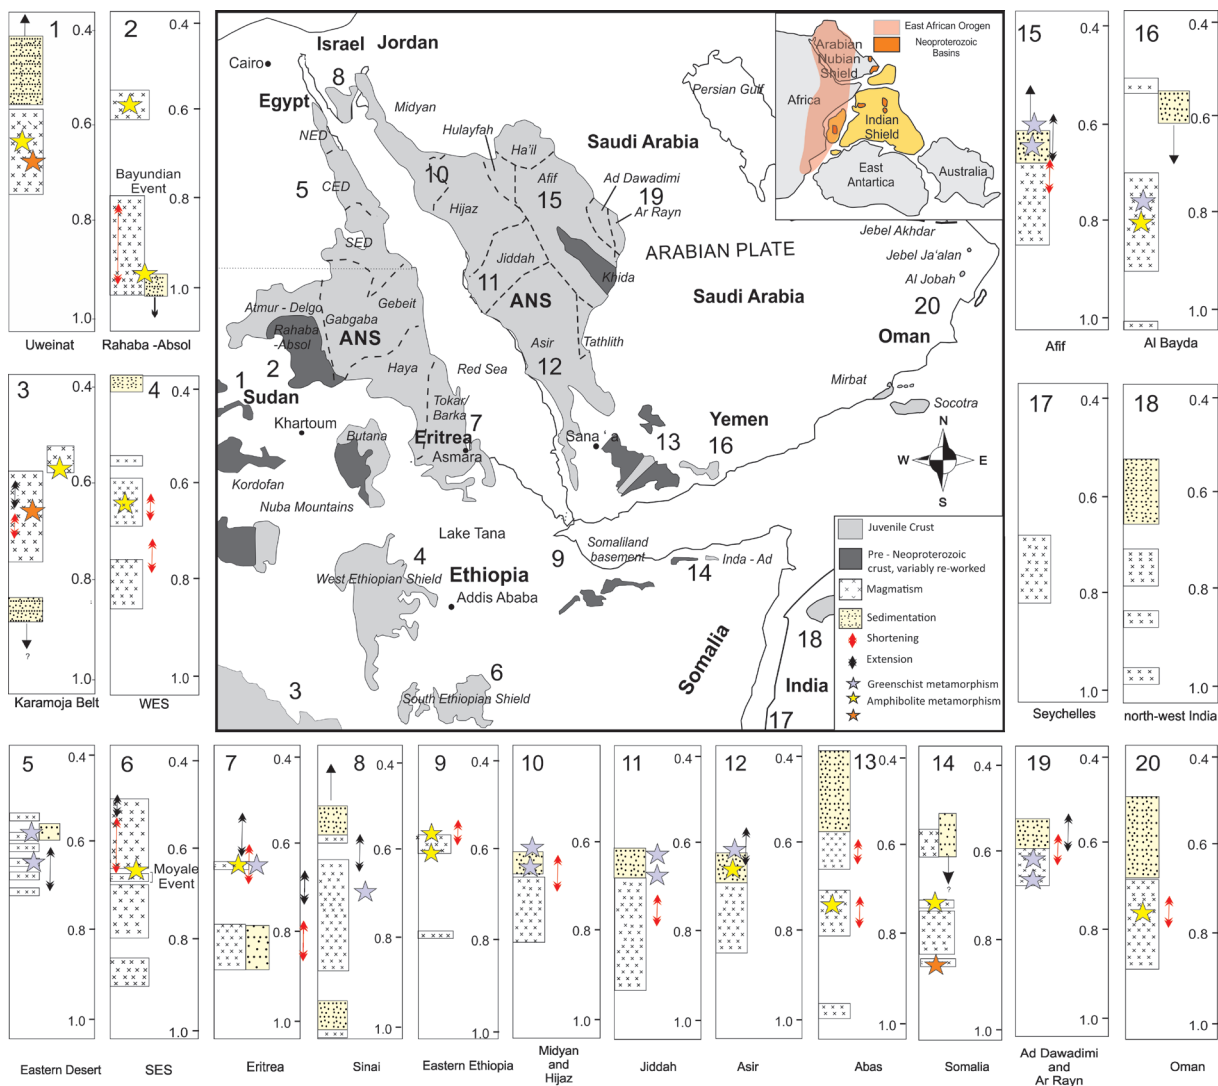 1
0.4
0.6
0.8
1.0
Uweinat
2
0.4
0.6
Bayundian
Event
0.8
1.0
Rahaba -Absol
3
0.4
0.6
0.8
1.0
?
Karamoja Belt
4
0.4
0.6
0.8
1.0
WES
Israel
Jordan
Cairo
8
Egypt
Midyan
NED
Hulayfah
Ha'il
Saudi Arabia
Persian Gulf
5
CED
10
Afif
15
Ad Dawadimi
19
Ar Rayn
Hijaz
SED
Jiddah
Khida
ARABIAN PLATE
11
ANS
Saudi Arabia
Atmur - Delgo
Gabgaba
Gebeit
Rahaba
-Absol
ANS
Asir
Tathlith
12
2
Haya
Red Sea
1
Sudan
Khartoum
Tokar/
Barka
7
Eritrea
Asmara
Butana
Kordofan
Nuba Mountains
Sana 'a
13
16
Yemen
Jebel Akhdar
Jebel Ja'alan
Al Jobah
20
Oman
Mirbat
Socotra
N
W
E
S
Lake Tana
4
West Ethiopian Shield
Ethiopia
Addis Ababa
9
Somaliland
basement
14
Inda - Ad
3
6
South Ethiopian Shield
Somalia
18
India
17
East African Orogen
Neoproterozoic
Basins
Arabian
Nubian
Shield
Africa
Indian
Shield
East
Antartica
Australia
Juvenile Crust
Pre - Neoproterozoic
crust, variably re-worked
Magmatism
Sedimentation
Shortening
Extension
Greenschist metamorphism
Amphibolite metamorphism
15
0.4
0.6
0.8
1.0
Afif
16
0.4
0.6
0.8
1.0
Al Bayda
17
0.4
0.6
0.8
1.0
Seychelles
18
0.4
0.6
0.8
1.0
north-west India
5
0.4
0.6
0.8
1.0
Eastern Desert
6
0.4
0.6
Moyale
Event
0.8
1.0
SES
7
0.4
0.6
0.8
1.0
Eritrea
8
0.4
0.6
0.8
1.0
Sinai
9
0.4
0.6
0.8
1.0
Eastern Ethiopia
10
0.4
0.6
0.8
1.0
Midyan
and
Hijaz
11
0.4
0.6
0.8
1.0
Jiddah
12
0.4
0.6
0.8
1.0
Asir
13
0.4
0.6
0.8
1.0
Abas
14
0.4
0.6
?
0.8
1.0
Somalia
19
0.4
0.6
0.8
1.0
Ad Dawadimi
and
Ar Rayn
20
0.4
0.6
0.8
1.0
Oman